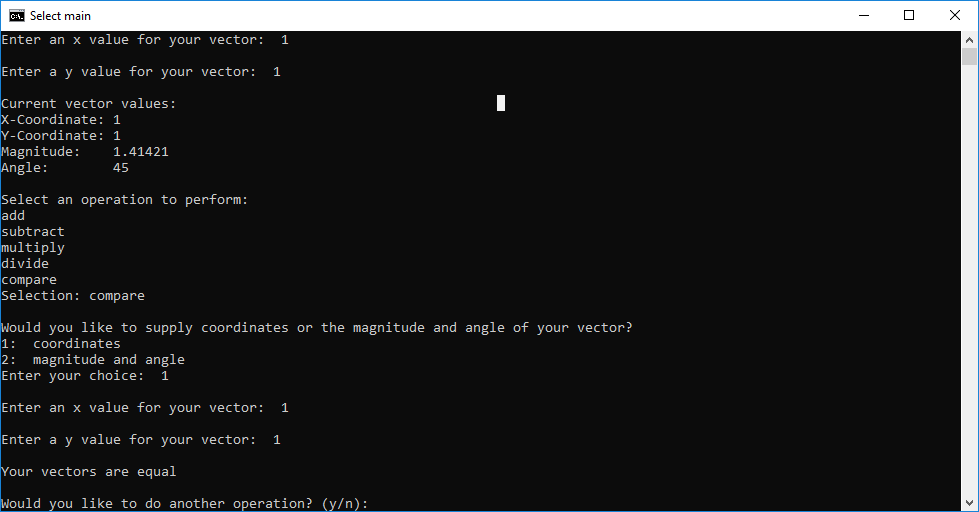 Select main
Enter an x value for your vector:  1
Enter a y value for your vector:  1
Current vector values:
X-Coordinate: 1
Y-Coordinate: 1
Magnitude:    1.41421
Angle:        45
Select an operation to perform:
add
subtract
multiply
divide
compare
Selection: compare
Would you like to supply coordinates or the magnitude and angle of your vector?
1:  coordinates
2:  magnitude and angle
Enter your choice:  1
Enter an x value for your vector:  1
Enter a y value for your vector:  1
Your vectors are equal
Would you like to do another operation? (y/n):